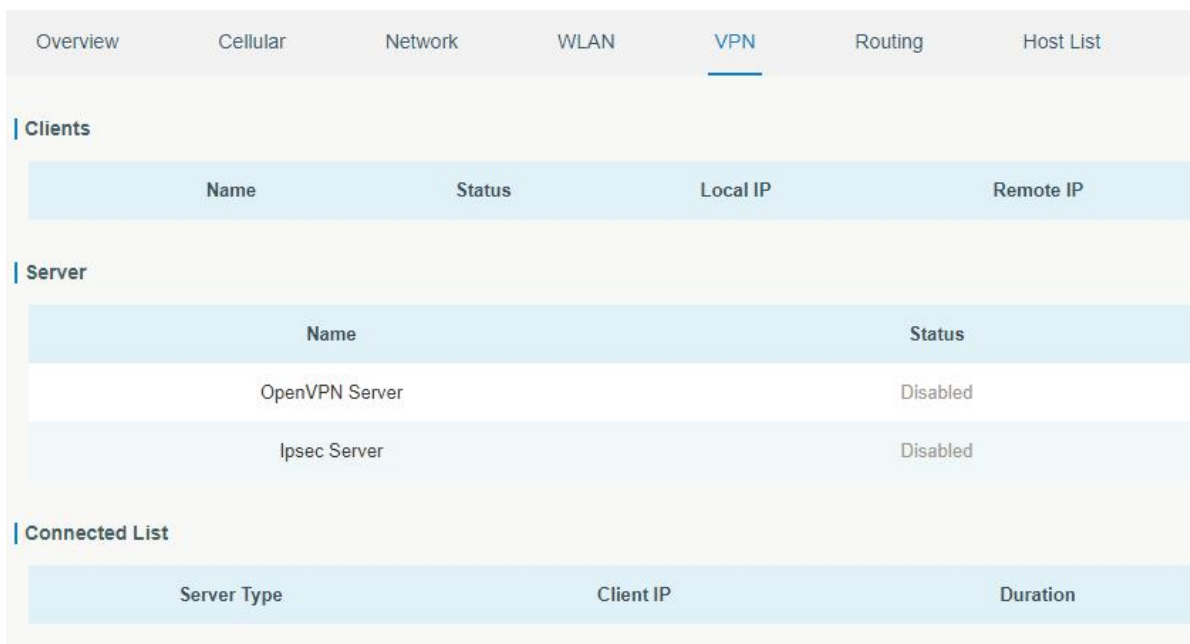 Overview Cellular Network WLAN VPN Routing Host List
Clients
Name Status Local IP Remote IP
Server
Name Status
OpenVPN Server Disabled
Ipsec Server Disabled
Connected List
Server Type Client IP Duration